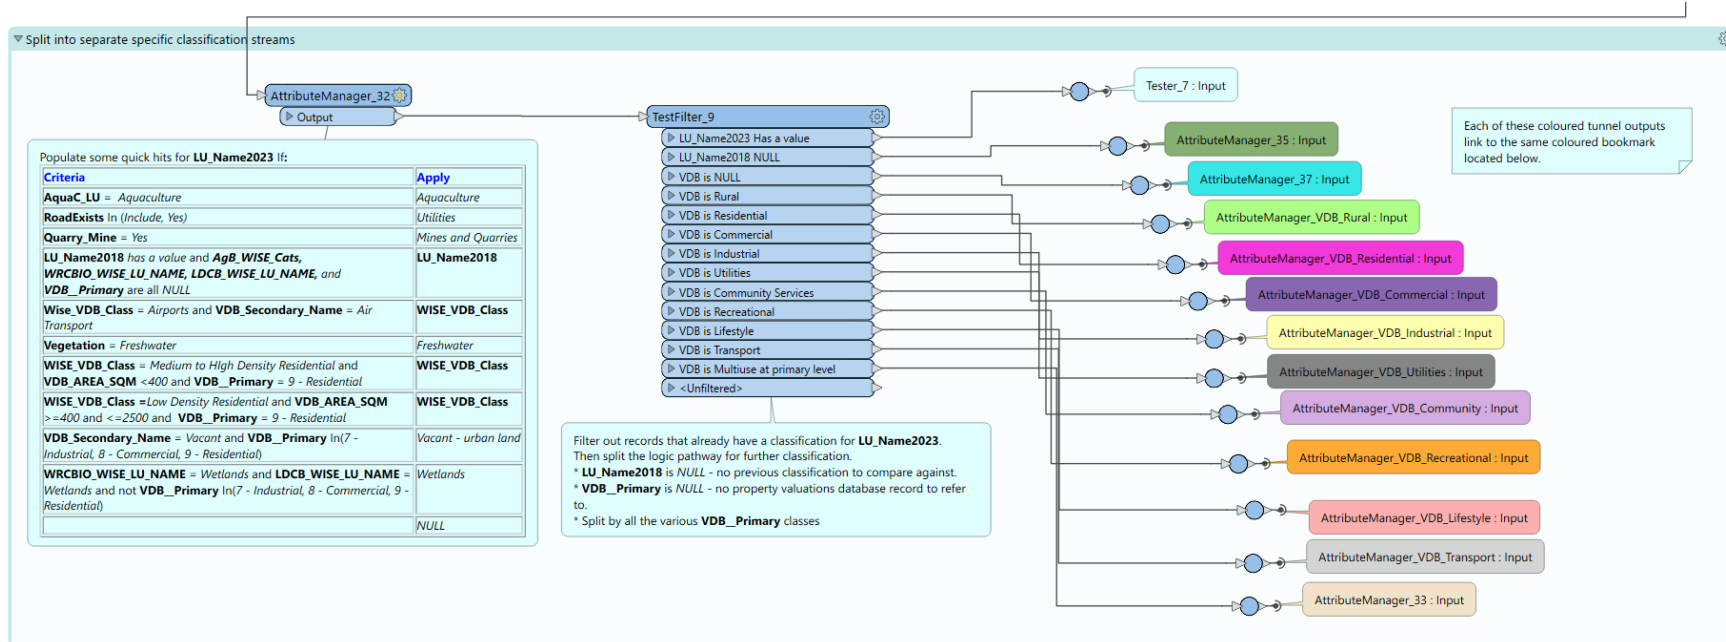 Split into separate specific classification streams
AttributeManager_32
Output
Populate some quick hits for LU_Name2023 If:
Criteria
Apply
AquaC_LU = Aquaculture
Aquaculture
RoadExists In (Include, Yes)
Utilities
Quarry_Mine = Yes
Mines and Quarries
LU_Name2018 has a value and AgB_WISE_Cats,
WRCBIO_WISE_LU_NAME, LDCB_WISE_LU_NAME, and
VDB__Primary are all NULL
LU_Name2018
Wise_VDB_Class = Airports and VDB_Secondary_Name = Air
Transport
WISE_VDB_Class
Vegetation = Freshwater
Freshwater
WISE_VDB_Class = Medium to HIgh Density Residential and
VDB_AREA_SQM <400 and VDB__Primary = 9 - Residential
WISE_VDB_Class
WISE_VDB_Class =Low Density Residential and VDB_AREA_SQM
>=400 and <=2500 and VDB__Primary = 9 - Residential
WISE_VDB_Class
VDB_Secondary_Name = Vacant and VDB__Primary In(7 -
Industrial, 8 - Commercial, 9 - Residential)
Vacant - urban land
WRCBIO_WISE_LU_NAME = Wetlands and LDCB_WISE_LU_NAME =
Wetlands and not VDB__Primary In(7 - Industrial, 8 - Commercial, 9 -
Residential)
Wetlands
NULL
TestFilter_9
LU_Name2023 Has a value
LU_Name2018 NULL
VDB is NULL
VDB is Rural
VDB is Residential
VDB is Commercial
VDB is Industrial
VDB is Utilities
VDB is Community Services
VDB is Recreational
VDB is Lifestyle
VDB is Transport
VDB is Multiuse at primary level
<Unfiltered>
Filter out records that already have a classification for LU_Name2023.
Then split the logic pathway for further classification.
* LU_Name2018 is NULL - no previous classification to compare against.
* VDB__Primary is NULL - no property valuations database record to refer
to.
* Split by all the various VDB__Primary classes
Tester_7 : Input
AttributeManager_35 : Input
AttributeManager_37 : Input
AttributeManager_VDB_Rural : Input
AttributeManager_VDB_Residential : Input
AttributeManager_VDB_Commercial : Input
AttributeManager_VDB_Industrial : Input
AttributeManager_VDB_Utilities : Input
AttributeManager_VDB_Community : Input
AttributeManager_VDB_Recreational : Input
AttributeManager_VDB_Lifestyle : Input
AttributeManager_VDB_Transport : Input
AttributeManager_33 : Input
Each of these coloured tunnel outputs
link to the same coloured bookmark
located below.